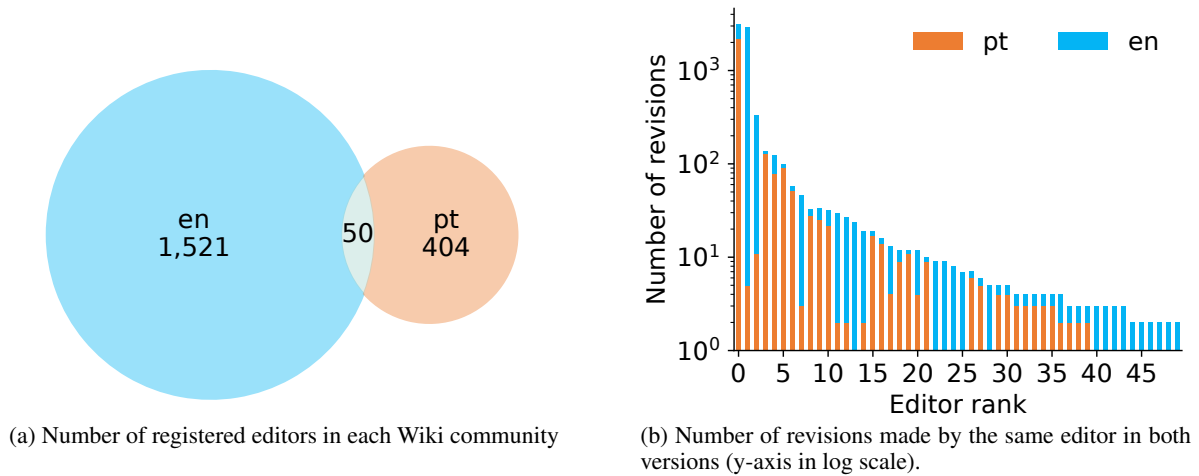 en
1,521
50
pt
404
(a) Number of registered editors in each Wiki community
pt
en
Number of revisions
10³
10²
10¹
10⁰
0 5 10 15 20 25 30 35 40 45
Editor rank
(b) Number of revisions made by the same editor in both
versions (y-axis in log scale).